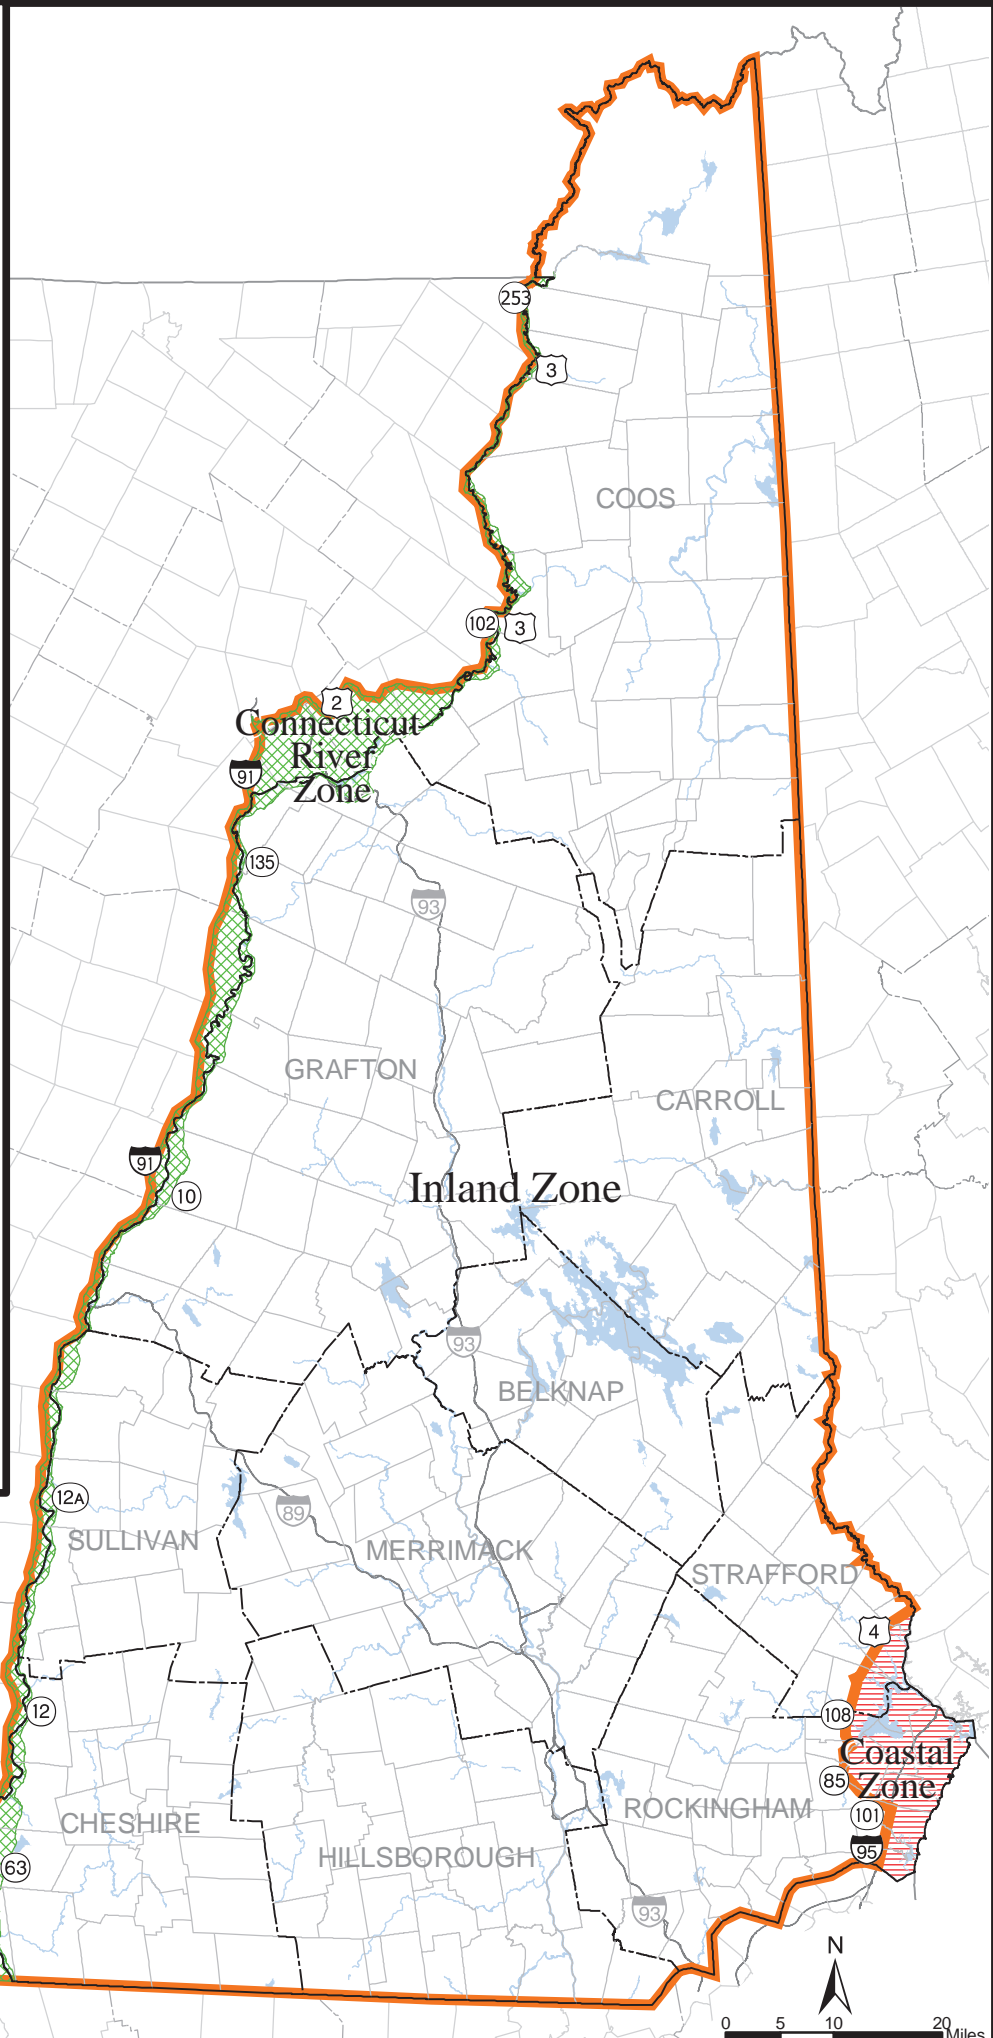 253
3
COOS
102
3
2
Connecticut
River
Zone
91
135
93
GRAFTON
CARROLL
91
10
Inland Zone
93
BELKNAP
12A
89
SULLIVAN
MERRIMACK
STRAFFORD
4
12
108
Coastal
Zone
85
ROCKINGHAM
101
CHESHIRE
HILLSBOROUGH
95
63
93
N
0 5 10 20
Miles